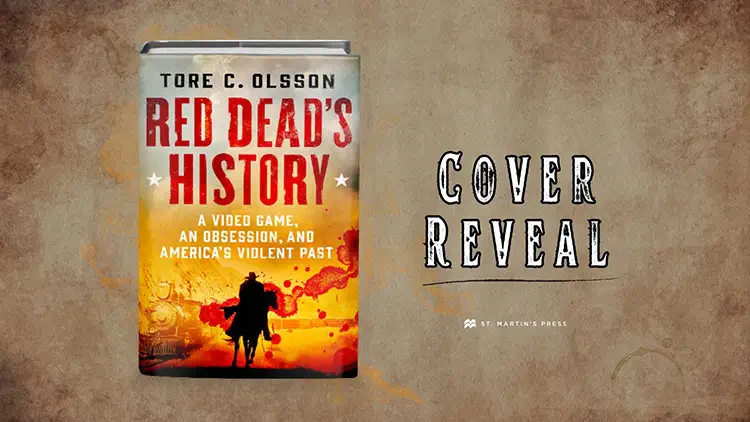 TORE C. OLSSON
RED DEAD'S
HISTORY
A VIDEO GAME,
AN OBSESSION, AND
AMERICA'S VIOLENT PAST
COVER
REVEAL
ST. MARTIN'S PRESS